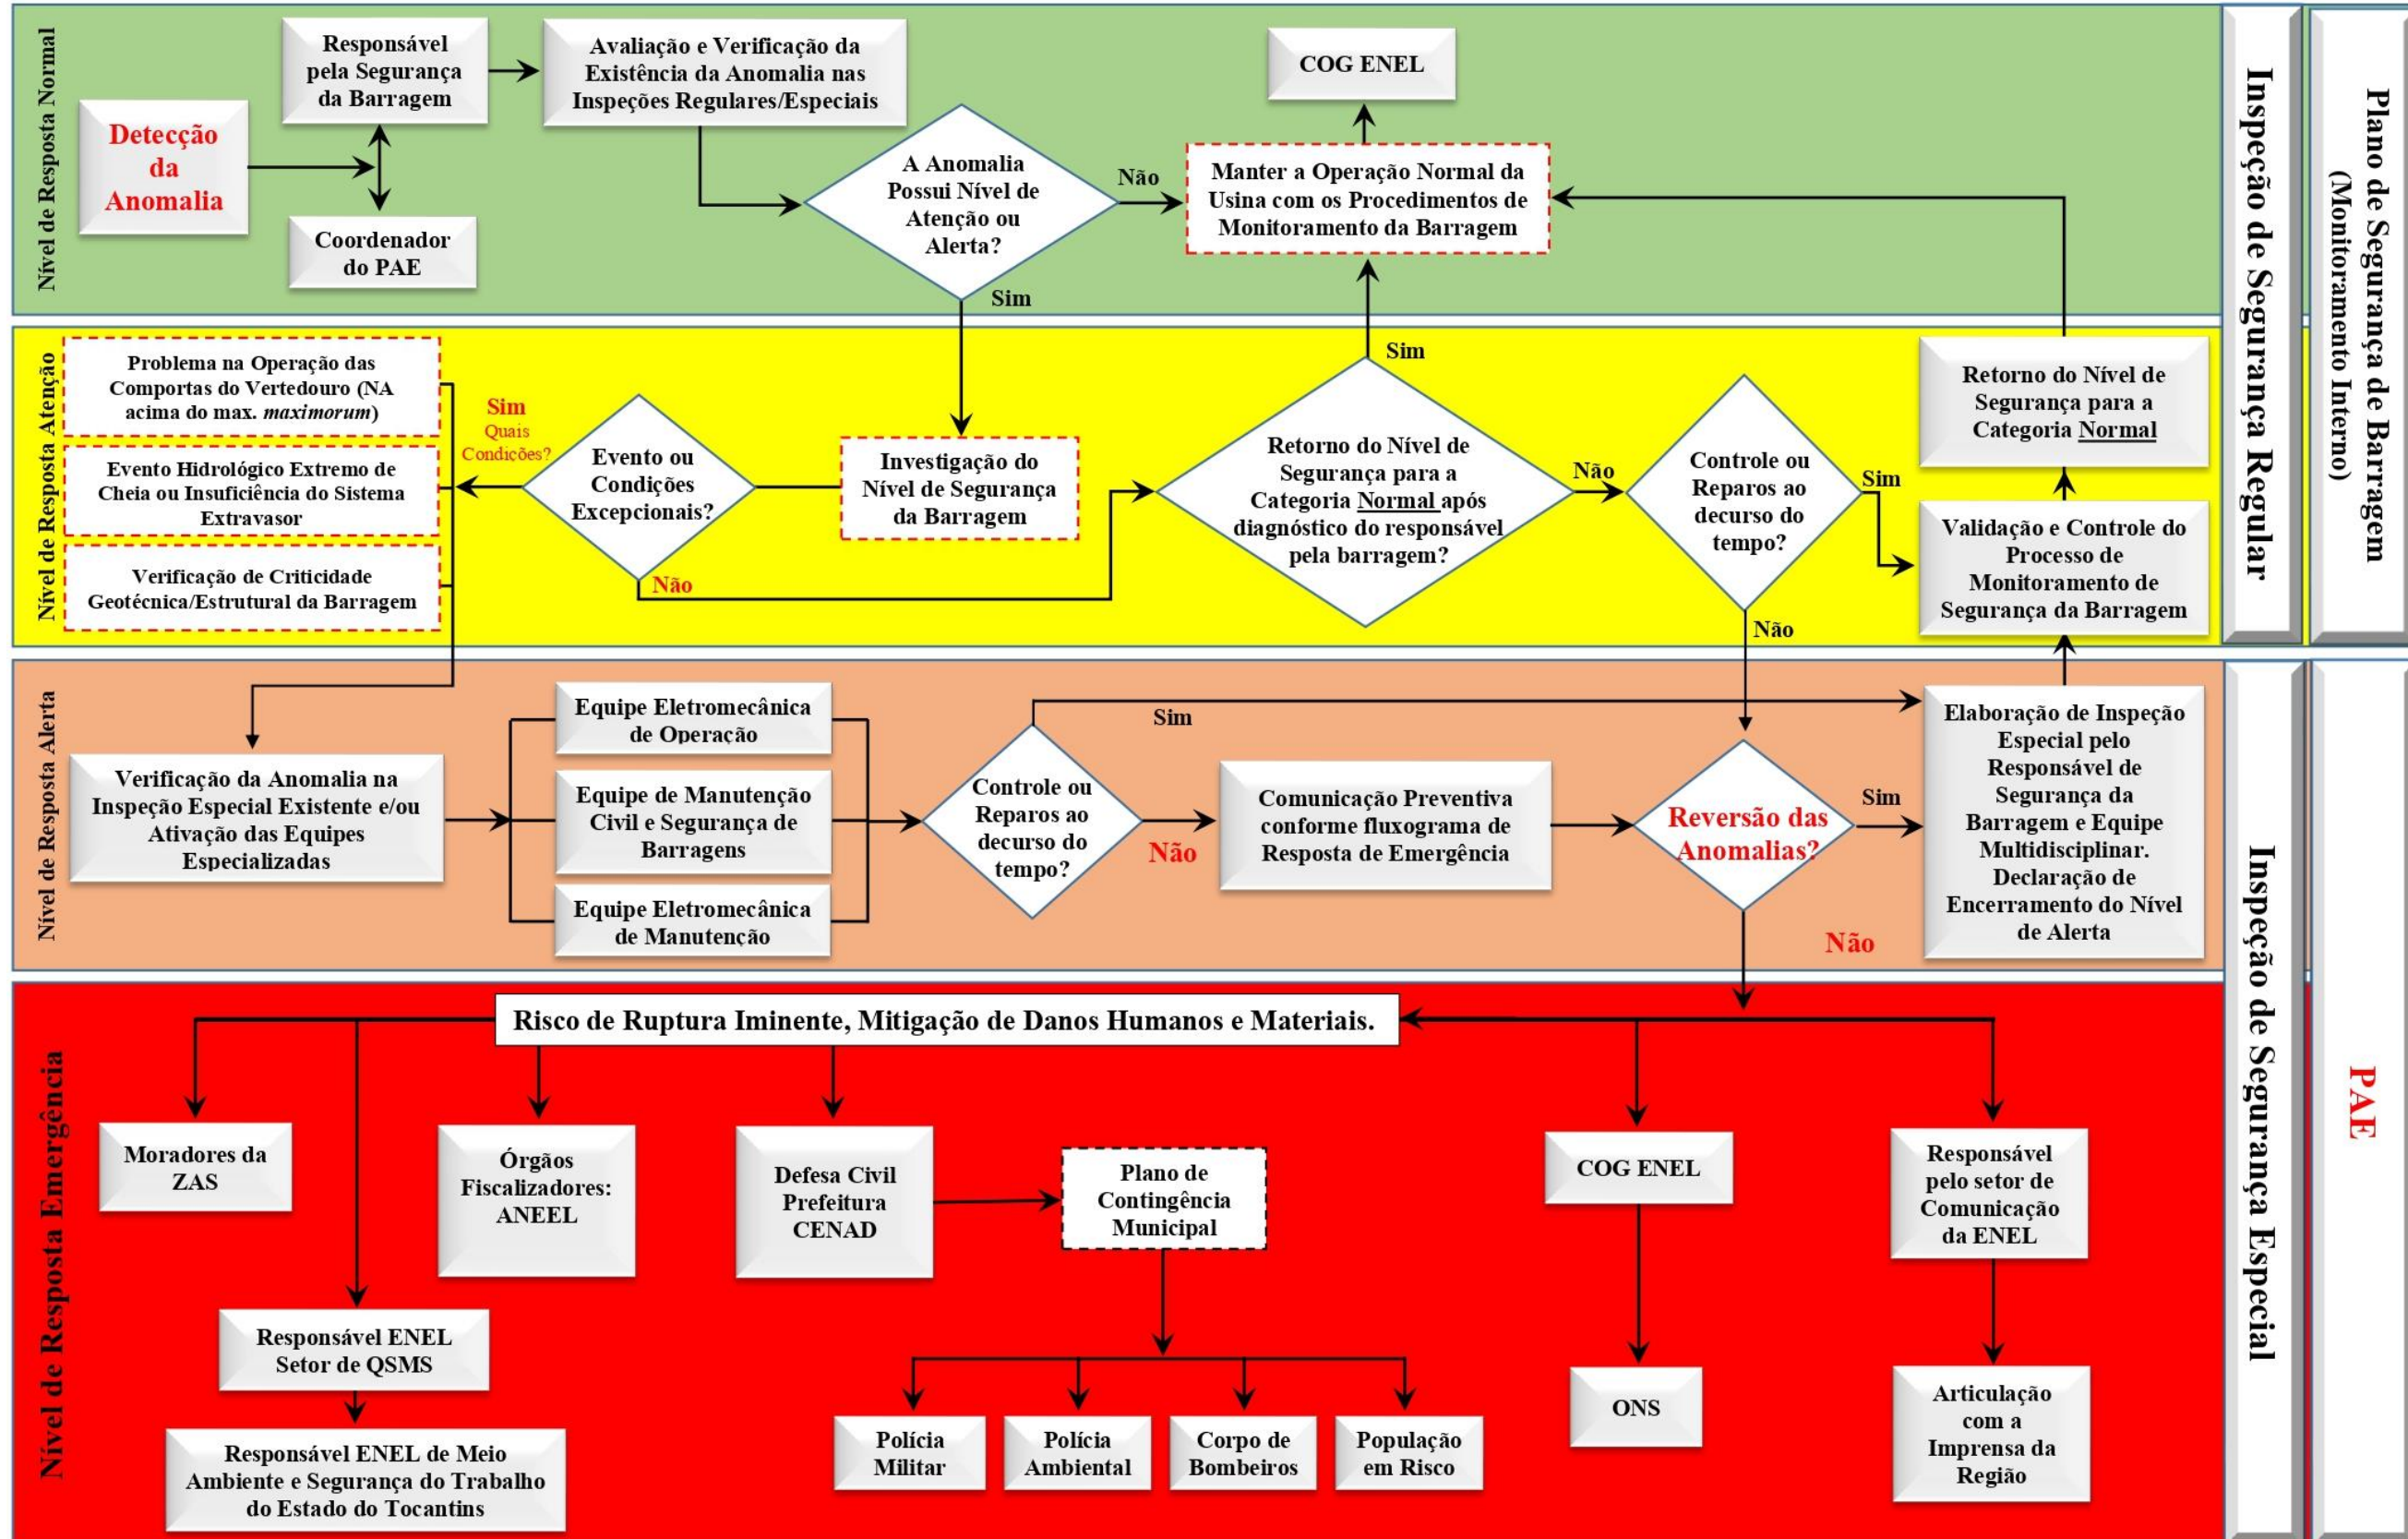 Nível de Resposta Normal
Detecção
da
Anomalia
Responsável
pela Segurança
da Barragem
Coordenador
do PAE
Avaliação e Verificação da
Existência da Anomalia nas
Inspeções Regulares/Especiais
A Anomalia
Possui Nível de
Atenção ou
Alerta?
Não
Sim
COG ENEL
Manter a Operação Normal da
Usina com os Procedimentos de
Monitoramento da Barragem
Nível de Resposta Atenção
Problema na Operação das
Comportas do Vertedouro (NA
acima do max. maximorum)
Evento Hidrológico Extremo de
Cheia ou Insuficiência do Sistema
Extravasor
Verificação de Criticidade
Geotécnica/Estrutural da Barragem
Sim
Quais
Condições?
Evento ou
Condições
Excepcionais?
Não
Investigação do
Nível de Segurança
da Barragem
Sim
Retorno do Nível de
Segurança para a
Categoria Normal após
diagnóstico do responsável
pela barragem?
Não
Controle ou
Reparos ao
decurso do
tempo?
Sim
Não
Retorno do Nível de
Segurança para a
Categoria Normal
Validação e Controle do
Processo de
Monitoramento de
Segurança da Barragem
Inspeção de Segurança Regular
Plano de Segurança de Barragem
(Monitoramento Interno)
Nível de Resposta Alerta
Verificação da Anomalia na
Inspeção Especial Existente e/ou
Ativação das Equipes
Especializadas
Equipe Eletromecânica
de Operação
Equipe de Manutenção
Civil e Segurança de
Barragens
Equipe Eletromecânica
de Manutenção
Controle ou
Reparos ao
decurso do
tempo?
Sim
Não
Comunicação Preventiva
conforme fluxograma de
Resposta de Emergência
Reversão das
Anomalias?
Sim
Não
Elaboração de Inspeção
Especial pelo
Responsável de
Segurança da
Barragem e Equipe
Multidisciplinar.
Declaração de
Encerramento do Nível
de Alerta
Nível de Resposta Emergência
Risco de Ruptura Iminente, Mitigação de Danos Humanos e Materiais.
Moradores da
ZAS
Responsável ENEL
Setor de QSMS
Responsável ENEL de Meio
Ambiente e Segurança do Trabalho
do Estado do Tocantins
Órgãos
Fiscalizadores:
ANEEL
Defesa Civil
Prefeitura
CENAD
Plano de
Contingência
Municipal
Polícia
Militar
Polícia
Ambiental
Corpo de
Bombeiros
População
em Risco
COG ENEL
ONS
Responsável
pelo setor de
Comunicação
da ENEL
Articulação
com a
Imprensa da
Região
Inspeção de Segurança Especial
PAE